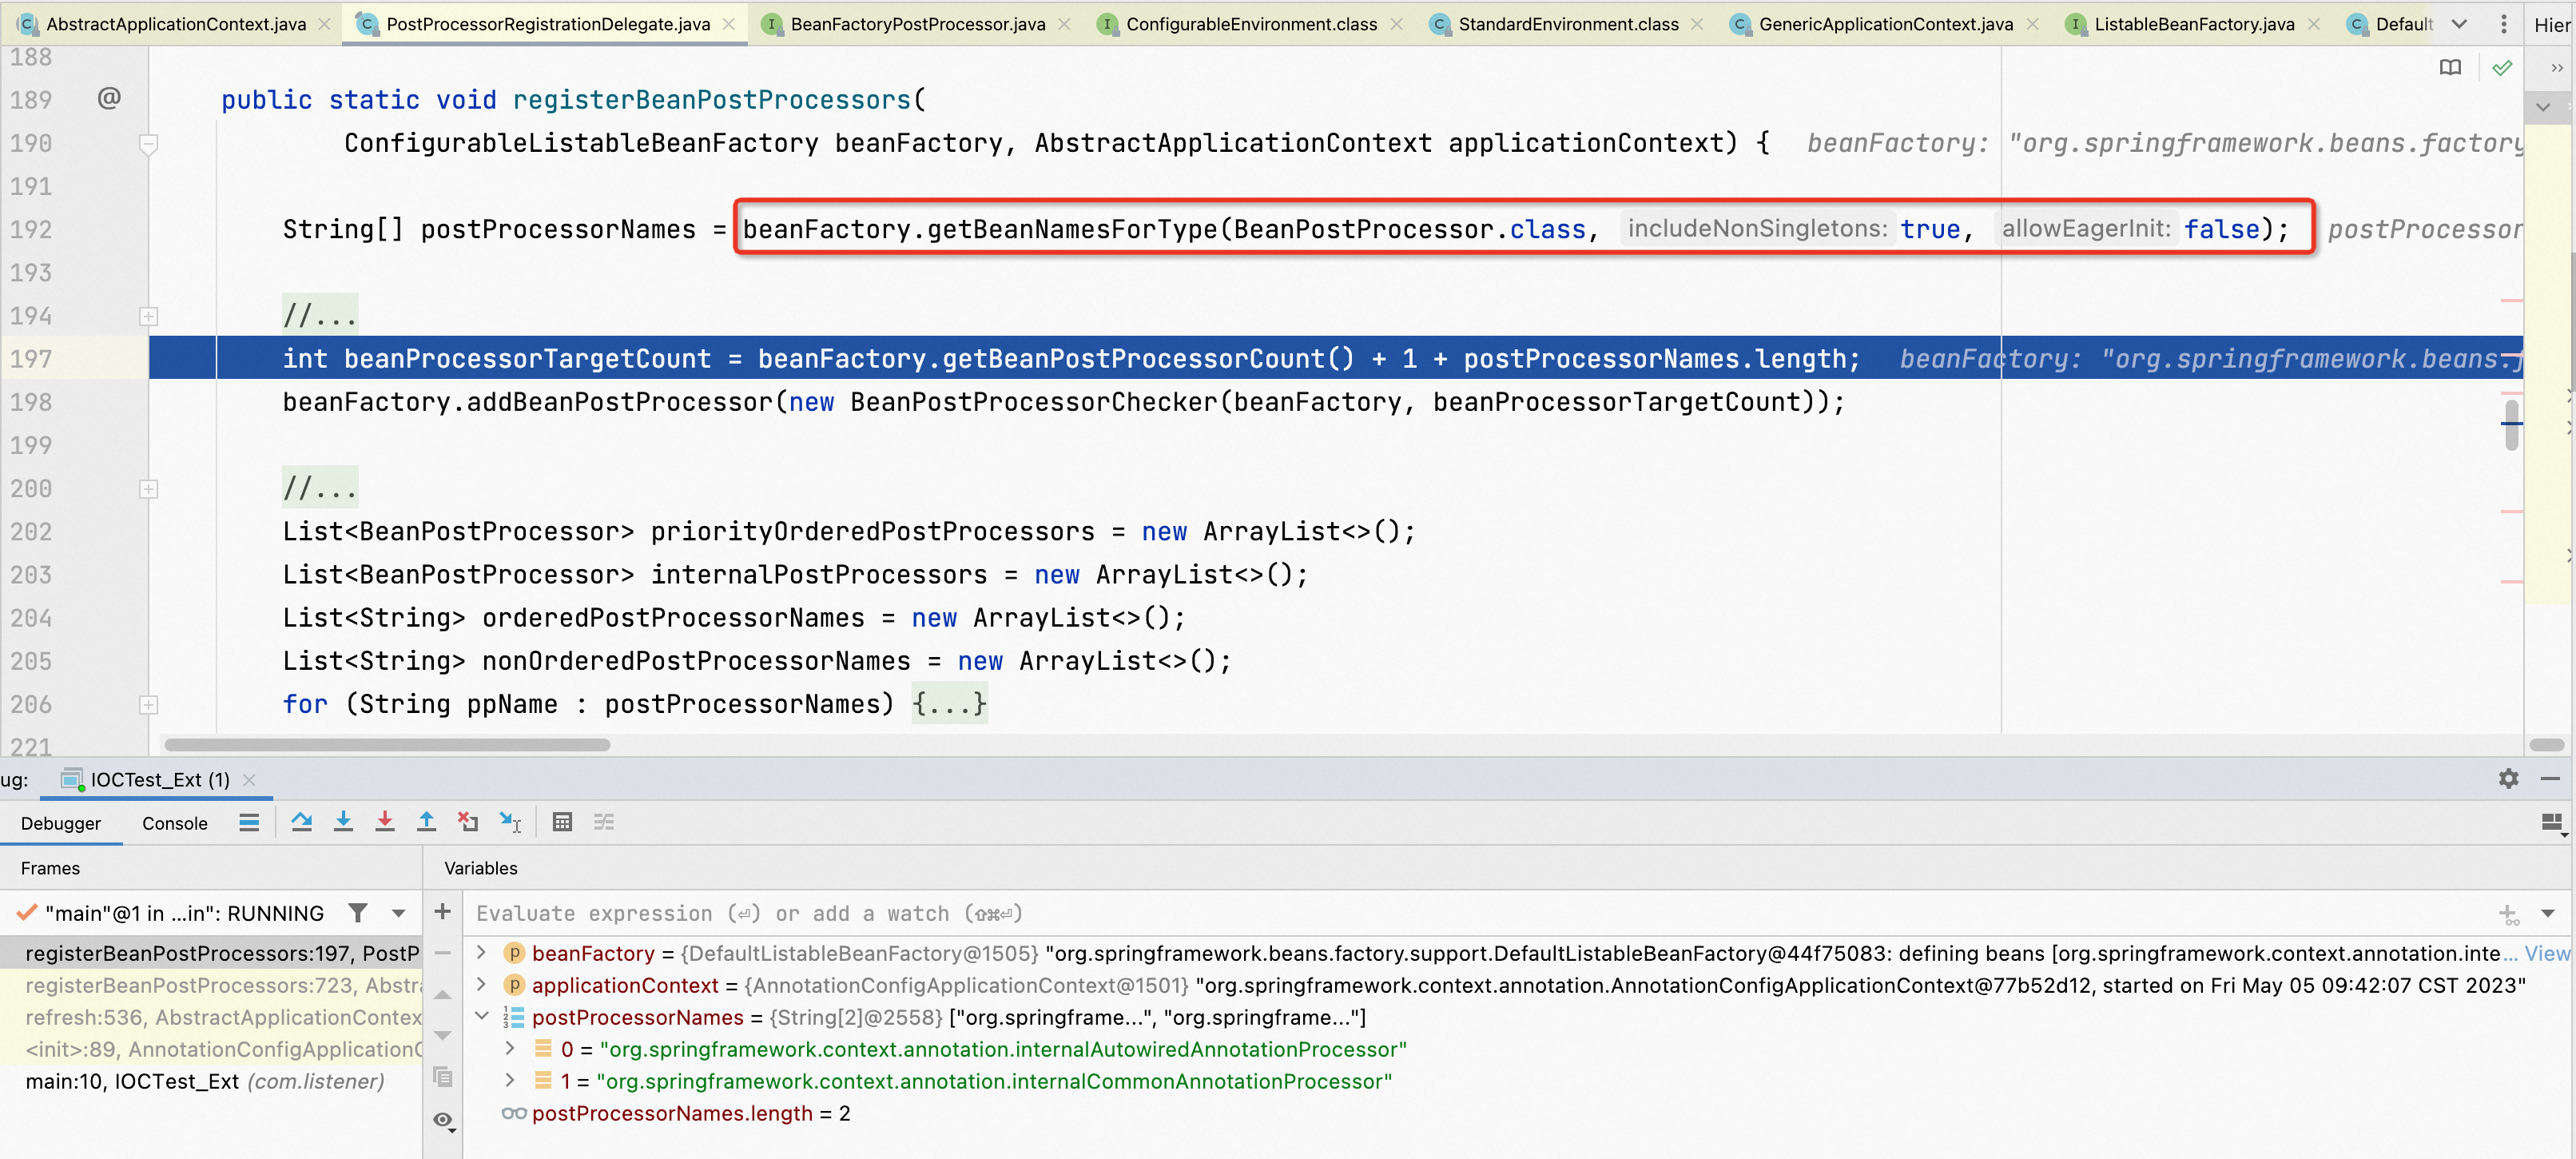 AbstractApplicationContext.java PostProcessorRegistrationDelegate.java BeanFactoryPostProcessor.java ConfigurableEnvironment.class StandardEnvironment.class GenericApplicationContext.java ListableBeanFactory.java Default Hier
188
189 @ public static void registerBeanPostProcessors(
190 ConfigurableListableBeanFactory beanFactory, AbstractApplicationContext applicationContext) { beanFactory: "org.springframework.beans.factory
191
192 String[] postProcessorNames = beanFactory.getBeanNamesForType(BeanPostProcessor.class, includeNonSingletons: true, allowEagerInit: false); postProcessor
193
194 //...
197 int beanProcessorTargetCount = beanFactory.getBeanPostProcessorCount() + 1 + postProcessorNames.length; beanFactory: "org.springframework.beans.f
198 beanFactory.addBeanPostProcessor(new BeanPostProcessorChecker(beanFactory, beanProcessorTargetCount));
199
200 //...
202 List<BeanPostProcessor> priorityOrderedPostProcessors = new ArrayList<>();
203 List<BeanPostProcessor> internalPostProcessors = new ArrayList<>();
204 List<String> orderedPostProcessorNames = new ArrayList<>();
205 List<String> nonOrderedPostProcessorNames = new ArrayList<>();
206 for (String ppName : postProcessorNames) {...}
221
ug: IOCTest_Ext (1)
Debugger Console
Frames Variables
"main"@1 in ...in": RUNNING Evaluate expression (⏎) or add a watch (⇧⌘⏎)
registerBeanPostProcessors:197, PostP
registerBeanPostProcessors:723, Abstra
refresh:536, AbstractApplicationContex
<init>:89, AnnotationConfigApplicationC
main:10, IOCTest_Ext (com.listener)
beanFactory = {DefaultListableBeanFactory@1505} "org.springframework.beans.factory.support.DefaultListableBeanFactory@44f75083: defining beans [org.springframework.context.annotation.inte... View
applicationContext = {AnnotationConfigApplicationContext@1501} "org.springframework.context.annotation.AnnotationConfigApplicationContext@77b52d12, started on Fri May 05 09:42:07 CST 2023"
postProcessorNames = {String[2]@2558} ["org.springframe...", "org.springframe..."]
0 = "org.springframework.context.annotation.internalAutowiredAnnotationProcessor"
1 = "org.springframework.context.annotation.internalCommonAnnotationProcessor"
postProcessorNames.length = 2